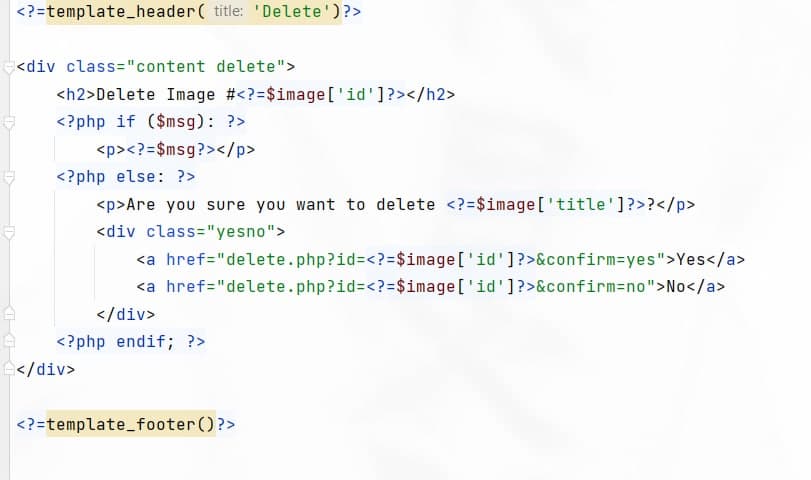 <?=template_header( title: 'Delete')?>
<div class="content delete">
<h2>Delete Image #<?=$image['id']?></h2>
<?php if ($msg): ?>
<p><?=$msg?></p>
<?php else: ?>
<p>Are you sure you want to delete <?=$image['title']?>?</p>
<div class="yesno">
<a href="delete.php?id=<?=$image['id']?>&confirm=yes">Yes</a>
<a href="delete.php?id=<?=$image['id']?>&confirm=no">No</a>
</div>
<?php endif; ?>
</div>
<?=template_footer()?>